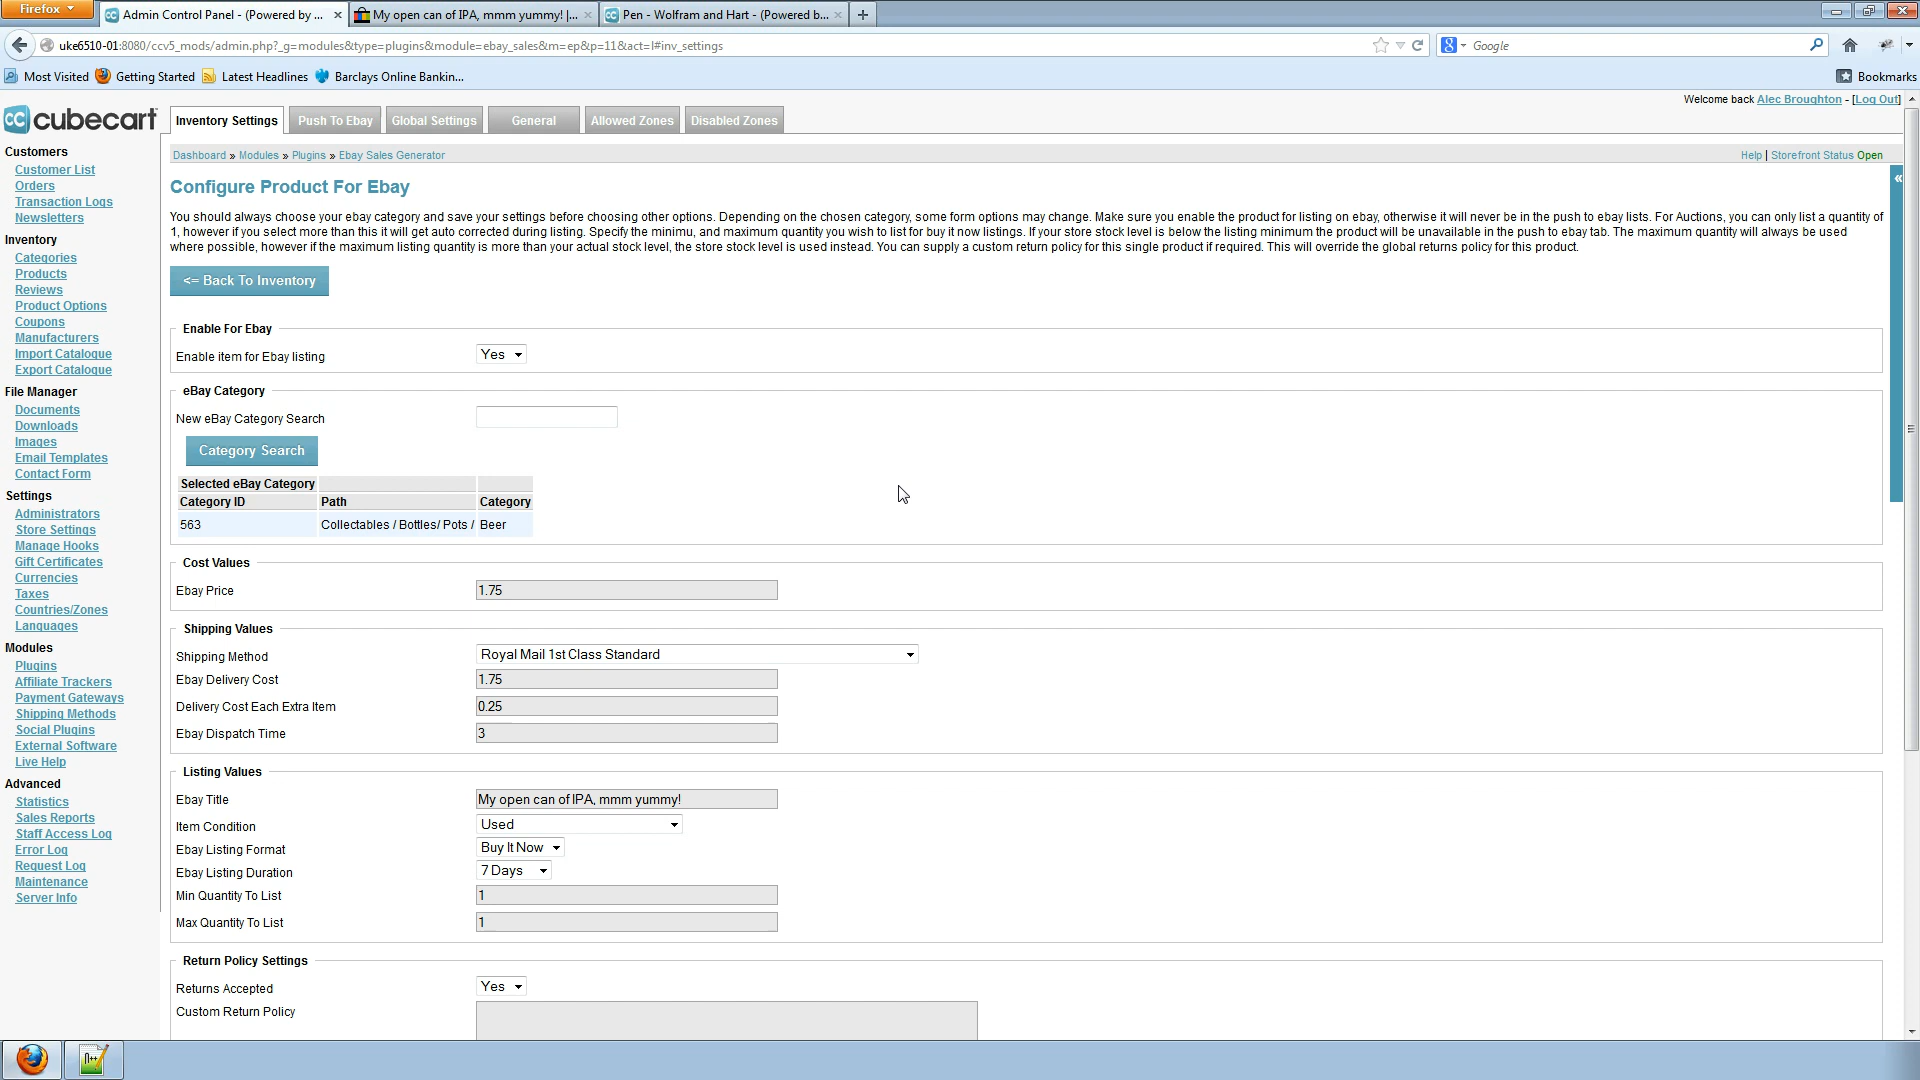 Firefox
Admin Control Panel - (Powered by ...
My open can of IPA, mmm yummy! |...
Pen - Wolfram and Hart - (Powered b...
uke6510-01:8080/ccv5_mods/admin.php?_g=modules&type=plugins&module=ebay_sales&m=ep&p=11&act=l#inv_settings
Google
Most Visited
Getting Started
Latest Headlines
Barclays Online Bankin...
Bookmarks
Welcome back Alec Broughton - [Log Out]
cc cubecart
Inventory Settings
Push To Ebay
Global Settings
General
Allowed Zones
Disabled Zones
Dashboard » Modules » Plugins » Ebay Sales Generator
Help | Storefront Status Open
Customers
Customer List
Orders
Transaction Logs
Newsletters
Inventory
Categories
Products
Reviews
Product Options
Coupons
Manufacturers
Import Catalogue
Export Catalogue
File Manager
Documents
Downloads
Images
Email Templates
Contact Form
Settings
Administrators
Store Settings
Manage Hooks
Gift Certificates
Currencies
Taxes
Countries/Zones
Languages
Modules
Plugins
Affiliate Trackers
Payment Gateways
Shipping Methods
Social Plugins
External Software
Live Help
Advanced
Statistics
Sales Reports
Staff Access Log
Error Log
Request Log
Maintenance
Server Info
Configure Product For Ebay
You should always choose your ebay category and save your settings before choosing other options. Depending on the chosen category, some form options may change. Make sure you enable the product for listing on ebay, otherwise it will never be in the push to ebay lists. For Auctions, you can only list a quantity of
1, however if you select more than this it will get auto corrected during listing. Specify the minimu, and maximum quantity you wish to list for buy it now listings. If your store stock level is below the listing minimum the product will be unavailable in the push to ebay tab. The maximum quantity will always be used
where possible, however if the maximum listing quantity is more than your actual stock level, the store stock level is used instead. You can supply a custom return policy for this single product if required. This will override the global returns policy for this product.
<= Back To Inventory
«
Enable For Ebay
Enable item for Ebay listing
Yes
eBay Category
New eBay Category Search
Category Search
Selected eBay Category
Category ID Path Category
563 Collectables / Bottles/ Pots / Beer
Cost Values
Ebay Price
1.75
Shipping Values
Shipping Method
Royal Mail 1st Class Standard
Ebay Delivery Cost
1.75
Delivery Cost Each Extra Item
0.25
Ebay Dispatch Time
3
Listing Values
Ebay Title
My open can of IPA, mmm yummy!
Item Condition
Used
Ebay Listing Format
Buy It Now
Ebay Listing Duration
7 Days
Min Quantity To List
1
Max Quantity To List
1
Return Policy Settings
Returns Accepted
Yes
Custom Return Policy